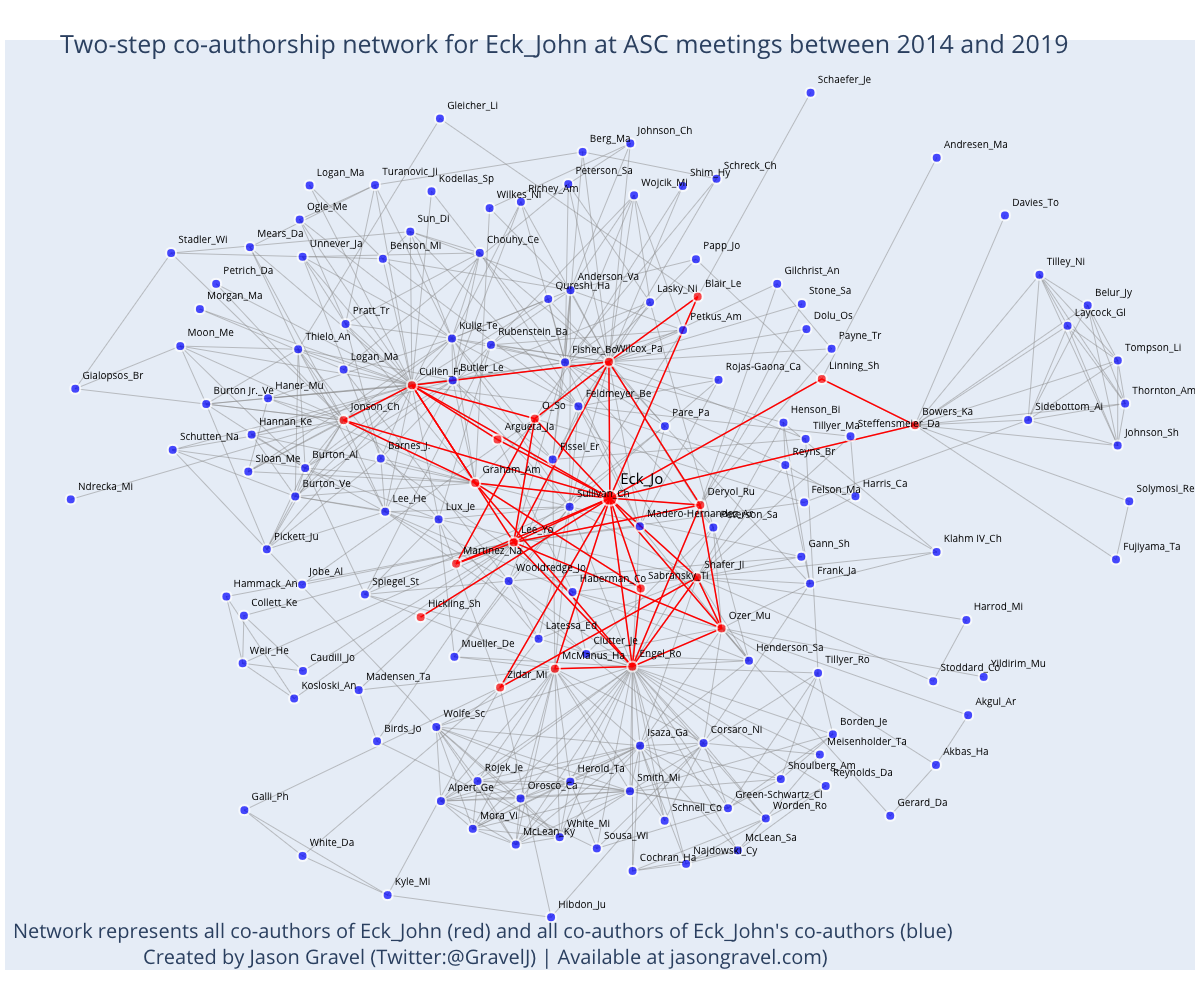 Two-step co-authorship network for Eck_John at ASC meetings between 2014 and 2019
Schaefer_Je
Gleicher_Li
Johnson_Ch
Berg_Ma
Andresen_Ma
Schreck_Ch
Logan_Ma
Turanovic_Ji
Kodellas_Sp
Peterson_Sa
Shim_Hy
Wilkes_Ni
Richey_Am
Wojcik_Mi
Davies_To
Ogle_Me
Sun_Di
Stadler_Wi
Mears_Da
Unnever_Ja
Benson_Mi
Chouhy_Ce
Papp_Jo
Tilley_Ni
Petrich_Da
Anderson_Va
Qureshi_Ha
Lasky_Ni
Blair_Le
Gilchrist_An
Stone_Sa
Belur_Jy
Morgan_Ma
Pratt_Tr
Laycock_Gl
Moon_Me
Thielo_An
Kulig_Te
Rubenstein_Ba
Petkus_Am
Dolu_Os
Payne_Tr
Fisher_Bo
Wilcox_Pa
Tompson_Li
Gialopsos_Br
Logan_Ma
Cullen_Fr
Butler_Le
Rojas-Gaona_Ca
Linning_Sh
Burton Jr._Ve
Haner_Mu
Jonson_Ch
O_So
Feldmeyer_Be
Thornton_Am
Pare_Pa
Henson_Bi
Bowers_Ka
Sidebottom_Ai
Hannan_Ke
Argueta_Ja
Tillyer_Ma
Steffensmeier_Da
Schutten_Na
Barnes_J.
Fissel_Er
Johnson_Sh
Sloan_Me
Burton_Al
Graham_Am
Reyns_Br
Ndrecka_Mi
Burton_Ve
Eck_Jo
Sullivan_Ch
Deryol_Ru
Felson_Ma
Harris_Ca
Solymosi_Re
Lee_He
Lux_Je
Madero-Hernandez_Ar
Peterson_Sa
Pickett_Ju
Lee_Yo
Martinez_Na
Gann_Sh
Klahm IV_Ch
Fujiyama_Ta
Jobe_Al
Wooldredge_Jo
Shafer_Ji
Hammack_An
Spiegel_St
Haberman_Co
Sabransky_Ti
Frank_Ja
Collett_Ke
Hickling_Sh
Ozer_Mu
Harrod_Mi
Latessa_Ed
Weir_He
Mueller_De
Clutter_Je
McManus_Ha
Engel_Ro
Henderson_Sa
Caudill_Jo
Madensen_Ta
Zidar_Mi
Tillyer_Ro
Stoddard_Co
Yildirim_Mu
Kosloski_An
Akgul_Ar
Birds_Jo
Wolfe_Sc
Isaza_Ga
Corsaro_Ni
Borden_Je
Meisenholder_Ta
Akbas_Ha
Rojek_Je
Herold_Ta
Shoulberg_Am
Reynolds_Da
Alpert_Ge
Orosco_Ca
Smith_Mi
Green-Schwartz_Cl
Galli_Ph
Schnell_Co
Worden_Ro
Gerard_Da
Mora_Vi
White_Mi
McLean_Ky
Sousa_Wi
McLean_Sa
White_Da
Cochran_Ha
Najdowski_Cy
Kyle_Mi
Hibdon_Ju
Network represents all co-authors of Eck_John (red) and all co-authors of Eck_John's co-authors (blue)
Created by Jason Gravel (Twitter:@GravelJ) | Available at jasongravel.com)